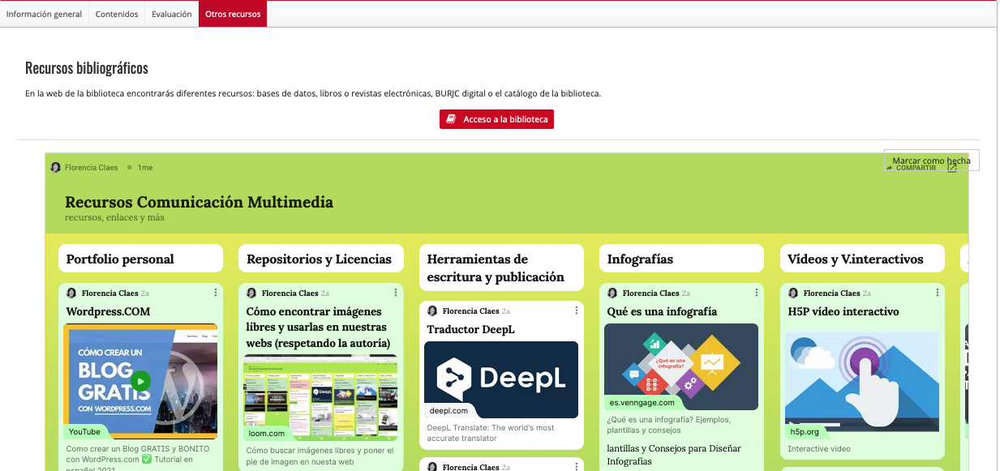 Información general
Contenidos
Evaluación
Otros recursos
Recursos bibliográficos
En la web de la biblioteca encontrarás diferentes recursos: bases de datos, libros o revistas electrónicas, BURJC digital o el catálogo de la biblioteca.
Acceso a la biblioteca
Marcar como hecha
Florencia Claes 1me
COMPARTIR
Recursos Comunicación Multimedia
recursos, enlaces y más
Portfolio personal
Florencia Claes 2a
Wordpress.COM
CÓMO CREAR UN
BLOG
GRATIS
CON WORDPRESS.COM
YouTube
Como crear un Blog GRATIS y BONITO
con WordPress.com ✅ Tutorial en
español 2021
Repositorios y Licencias
Florencia Claes 2a
Cómo encontrar imágenes
libres y usarlas en nuestras
webs (respetando la autoría)
loom.com
Cómo buscar imágenes libres y poner el
pie de imagen en nuesta web
Herramientas de
escritura y publicación
Florencia Claes 2a
Traductor DeepL
DeepL
deepl.com
DeepL Translate: The world's most
accurate translator
Florencia Claes 2a
Infografías
Florencia Claes 2a
Qué es una infografía
¿Qué es una
infografía?
es.venngage.com
¿Qué es una infografía? Ejemplos,
plantillas y consejos
lantillas y Consejos para Diseñar
Infografías
Vídeos y V.interactivos
Florencia Claes 2a
H5P vídeo interactivo
h5p.org
Interactive video